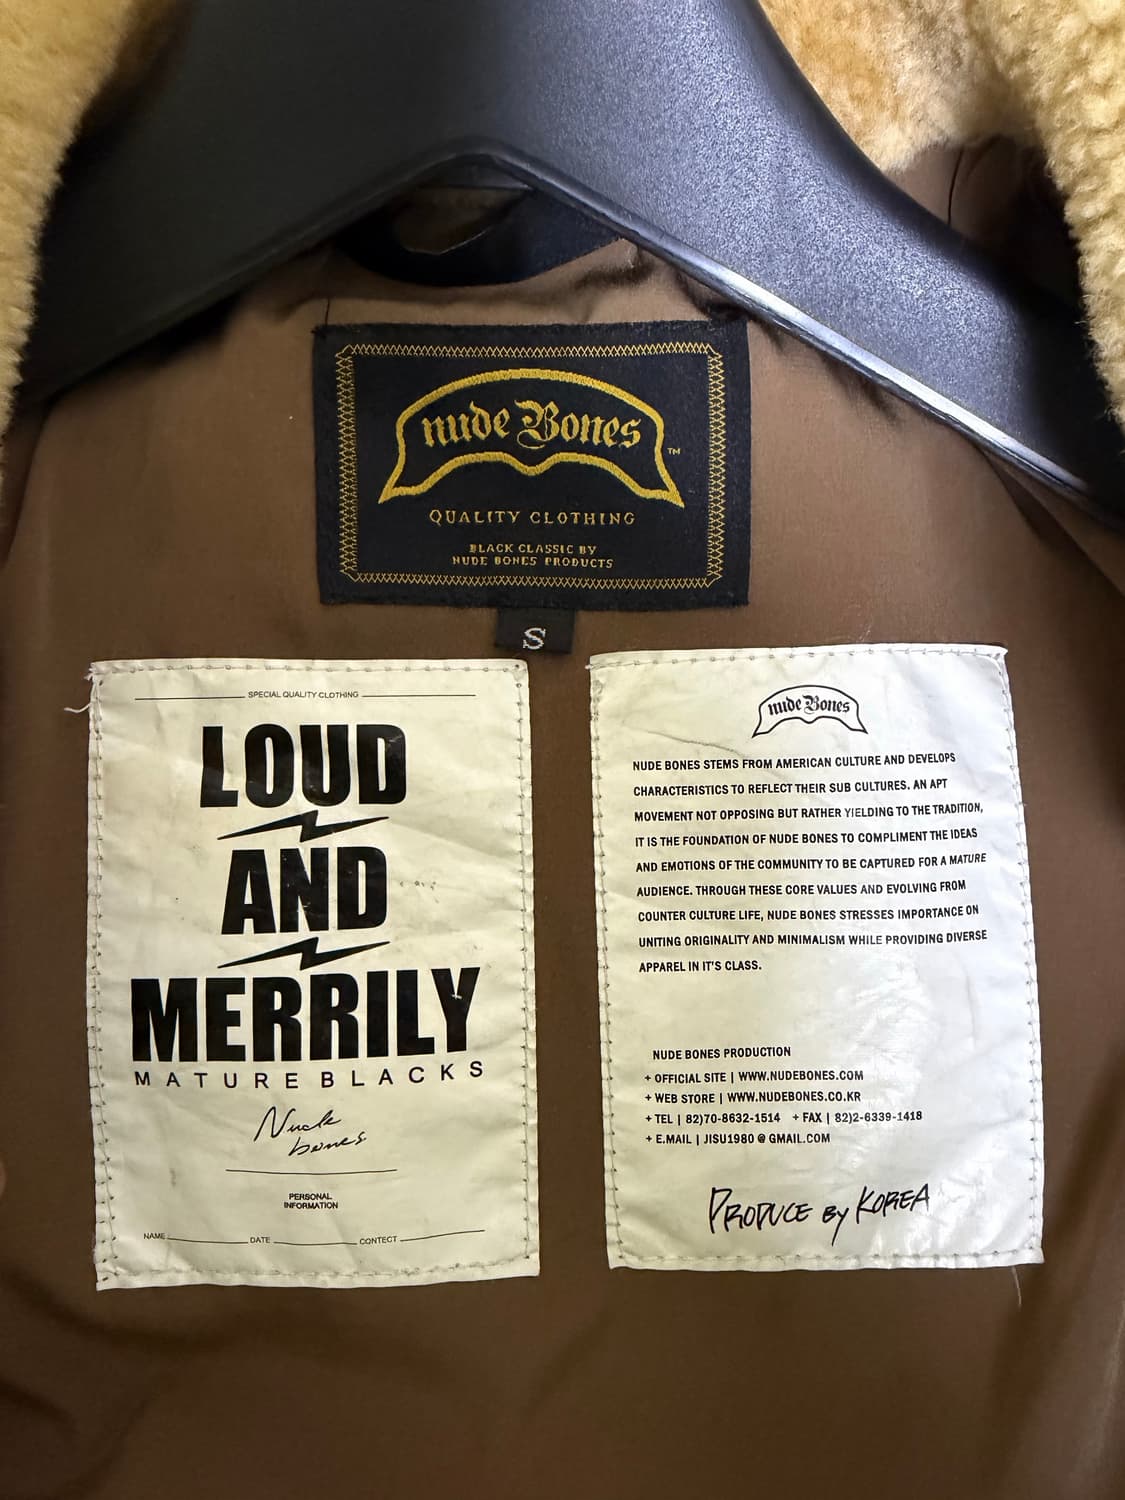 nude Bones
TM
QUALITY CLOTHING
BLACK CLASSIC BY
NUDE BONES PRODUCTS
S
SPECIAL QUALITY CLOTHING
LOUD
AND
MERRILY
MATURE BLACKS
Nude
bones
PERSONAL
INFORMATION
NAME DATE CONTECT
nude Bones
NUDE BONES STEMS FROM AMERICAN CULTURE AND DEVELOPS
CHARACTERISTICS TO REFLECT THEIR SUB CULTURES. AN APT
MOVEMENT NOT OPPOSING BUT RATHER YIELDING TO THE TRADITION,
IT IS THE FOUNDATION OF NUDE BONES TO COMPLIMENT THE IDEAS
AND EMOTIONS OF THE COMMUNITY TO BE CAPTURED FOR A MATURE
AUDIENCE. THROUGH THESE CORE VALUES AND EVOLVING FROM
COUNTER CULTURE LIFE, NUDE BONES STRESSES IMPORTANCE ON
UNITING ORIGINALITY AND MINIMALISM WHILE PROVIDING DIVERSE
APPAREL IN IT'S CLASS.
NUDE BONES PRODUCTION
+ OFFICIAL SITE | WWW.NUDEBONES.COM
+ WEB STORE | WWW.NUDEBONES.CO.KR
+ TEL | 82)70-8632-1514 + FAX | 82)2-6339-1418
+ E.MAIL | JISU1980 @ GMAIL.COM
PRODUCE by KOREA